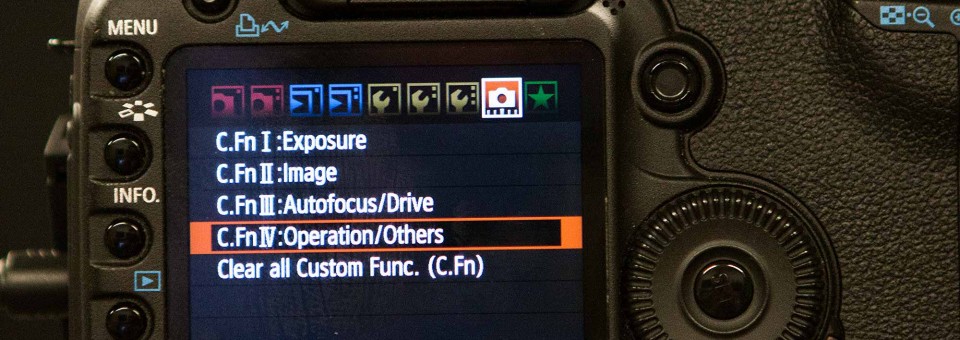 MENU
C.Fn I :Exposure
C.Fn II :Image
INFO.
C.Fn III :Autofocus/Drive
C.Fn IV :Operation/Others
Clear all Custom Func. (C.Fn)